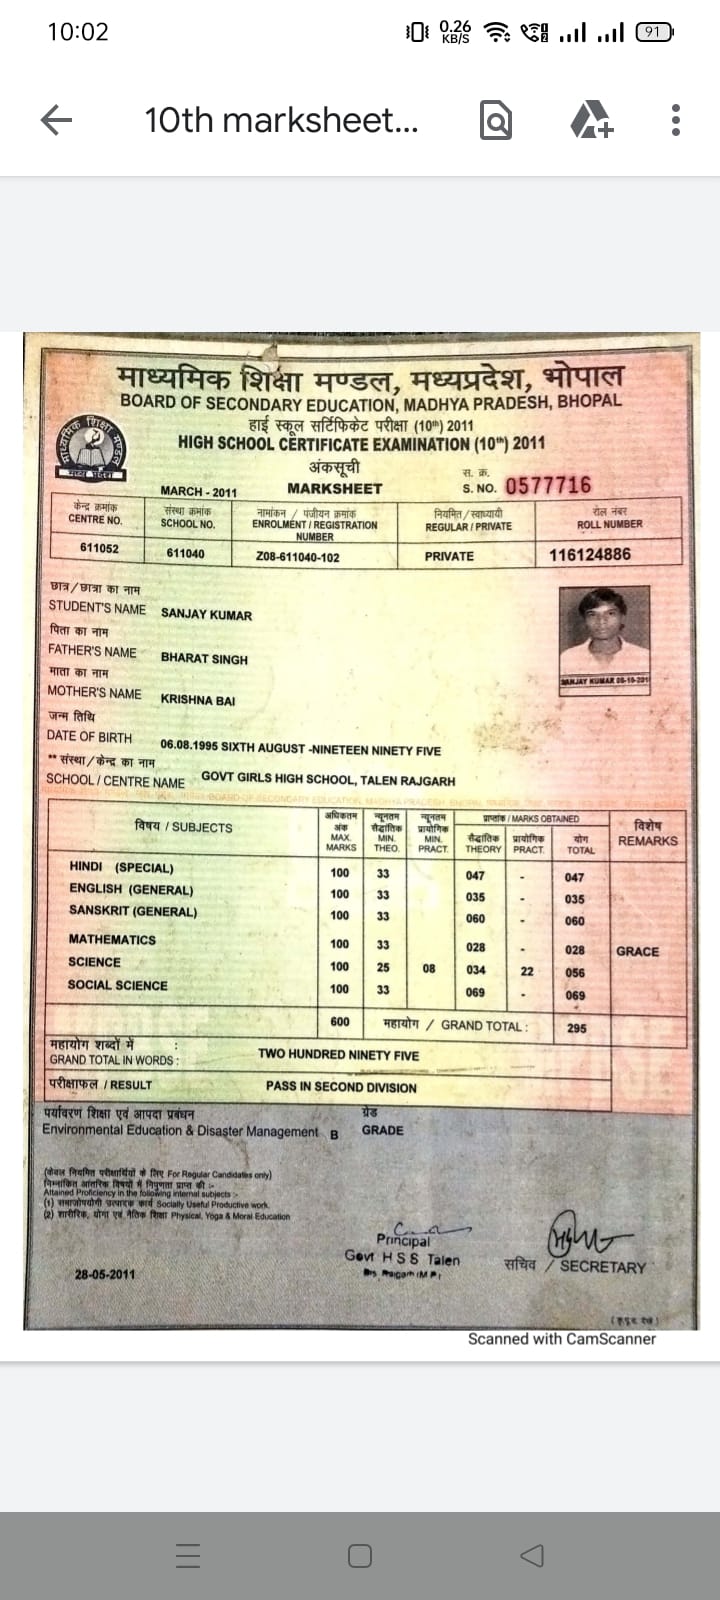 10:02
0.26
KB/S
91
10th marksheet...
माध्यमिक शिक्षा मण्डल, मध्यप्रदेश, भोपाल
BOARD OF SECONDARY EDUCATION, MADHYA PRADESH, BHOPAL
हाई स्कूल सर्टिफिकेट परीक्षा (10th) 2011
HIGH SCHOOL CERTIFICATE EXAMINATION (10th) 2011
अंकसूची
MARCH - 2011 MARKSHEET
स. क्र.
S. NO. 0577716
केन्द्र क्रमांक संस्था क्रमांक नामांकन / पंजीयन क्रमांक नियमित/स्वाध्यायी रोल नंबर
CENTRE NO. SCHOOL NO. ENROLMENT / REGISTRATION NUMBER REGULAR / PRIVATE ROLL NUMBER
611052 611040 Z08-611040-102 PRIVATE 116124886
छात्र/छात्रा का नाम
STUDENT'S NAME SANJAY KUMAR
पिता का नाम
FATHER'S NAME BHARAT SINGH
माता का नाम
MOTHER'S NAME KRISHNA BAI
SANJAY KUMAR
जन्म तिथि
DATE OF BIRTH 06.08.1995 SIXTH AUGUST -NINETEEN NINETY FIVE
** संस्था/केन्द्र का नाम
SCHOOL / CENTRE NAME GOVT GIRLS HIGH SCHOOL, TALEN RAJGARH
विषय / SUBJECTS
अधिकतम अंक MAX. MARKS
न्यूनतम सैद्धांतिक MIN. THEO.
न्यूनतम प्रायोगिक MIN. PRACT.
प्राप्तांक / MARKS OBTAINED
सैद्धांतिक THEORY
प्रायोगिक PRACT.
योग TOTAL
विशेष REMARKS
HINDI (SPECIAL) 100 33 047 - 047
ENGLISH (GENERAL) 100 33 035 - 035
SANSKRIT (GENERAL) 100 33 060 - 060
MATHEMATICS 100 33 028 - 028 GRACE
SCIENCE 100 25 08 034 22 056
SOCIAL SCIENCE 100 33 069 - 069
600 महायोग / GRAND TOTAL : 295
महायोग शब्दों में :
GRAND TOTAL IN WORDS : TWO HUNDRED NINETY FIVE
परीक्षाफल / RESULT PASS IN SECOND DIVISION
पर्यावरण शिक्षा एवं आपदा प्रबंधन ग्रेड
Environmental Education & Disaster Management B GRADE
(केवल नियमित परीक्षार्थियों के लिए For Regular Candidates only)
निम्नांकित आंतरिक विषयों में निपुणता प्राप्त की :-
Attained Proficiency in the following internal subjects :-
(1) समाजोपयोगी उत्पादक कार्य Socially Useful Productive work.
(2) शारीरिक, योगा एवं नैतिक शिक्षा Physical, Yoga & Moral Education
Principal
Govt H S S Talen
सचिव / SECRETARY
28-05-2011
Scanned with CamScanner